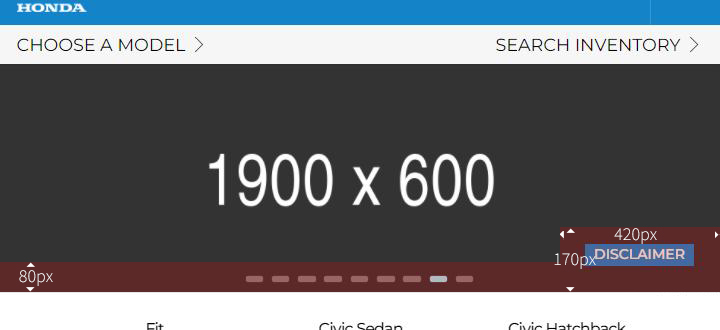 HONDA
CHOOSE A MODEL
SEARCH INVENTORY
1900 x 600
420px
170px
DISCLAIMER
80px
Fit
Civic Sedan
Civic Hatchback